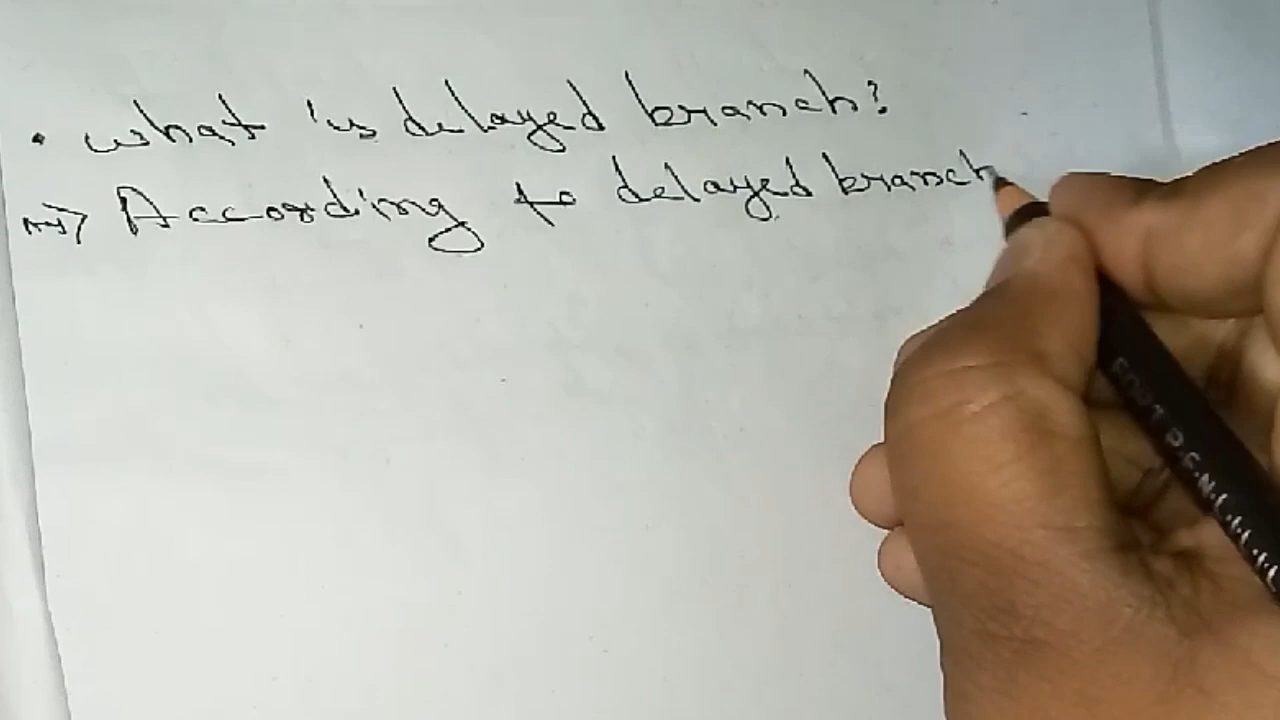 • What is delayed branch?
⇒ According to delayed branch